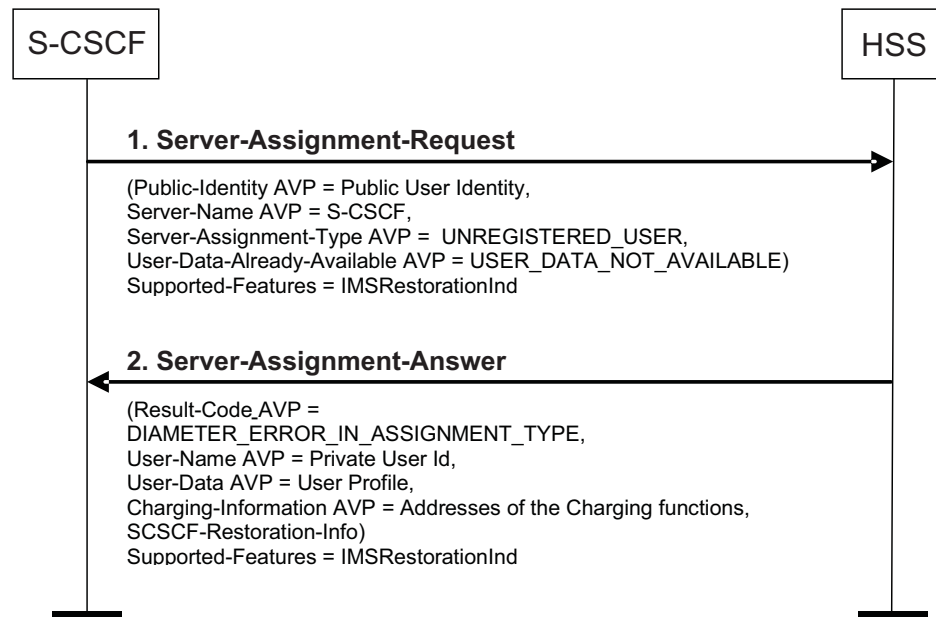 S-CSCF
HSS
1. Server-Assignment-Request
(Public-Identity AVP = Public User Identity,
Server-Name AVP = S-CSCF,
Server-Assignment-Type AVP = UNREGISTERED_USER,
User-Data-Already-Available AVP = USER_DATA_NOT_AVAILABLE)
Supported-Features = IMSRestorationInd
2. Server-Assignment-Answer
(Result-Code AVP =
DIAMETER_ERROR_IN_ASSIGNMENT_TYPE,
User-Name AVP = Private User Id,
User-Data AVP = User Profile,
Charging-Information AVP = Addresses of the Charging functions,
SCSCF-Restoration-Info)
Supported-Features = IMSRestorationInd